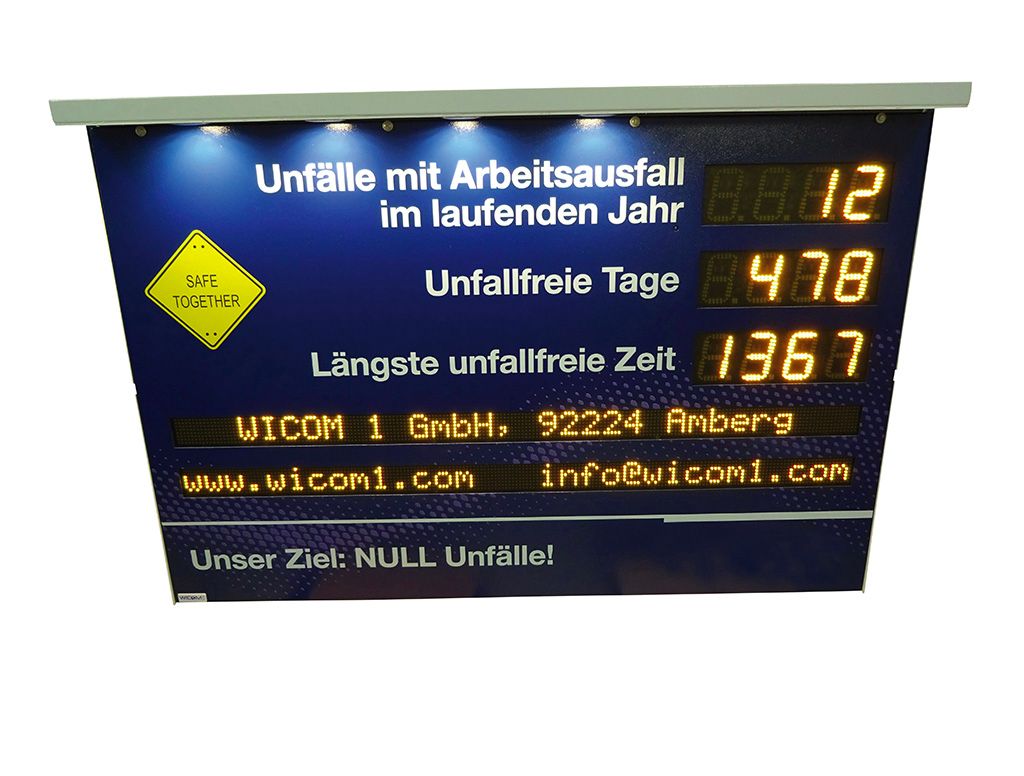 Unfälle mit Arbeitsausfall
im laufenden Jahr
12
SAFE
TOGETHER
Unfallfreie Tage
478
Längste unfallfreie Zeit
1367
WICOM 1 GmbH, 92224 Amberg
www.wicom1.com info@wicom1.com
Unser Ziel: NULL Unfälle!
WICOM